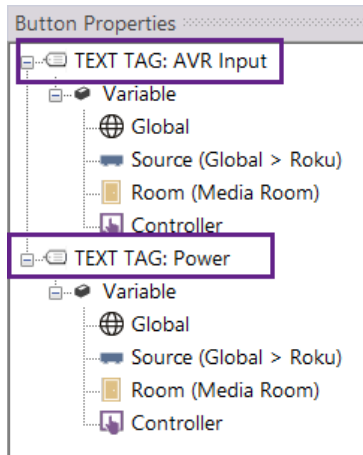 Button Properties
TEXT TAG: AVR Input
Variable
Global
Source (Global > Roku)
Room (Media Room)
Controller
TEXT TAG: Power
Variable
Global
Source (Global > Roku)
Room (Media Room)
Controller